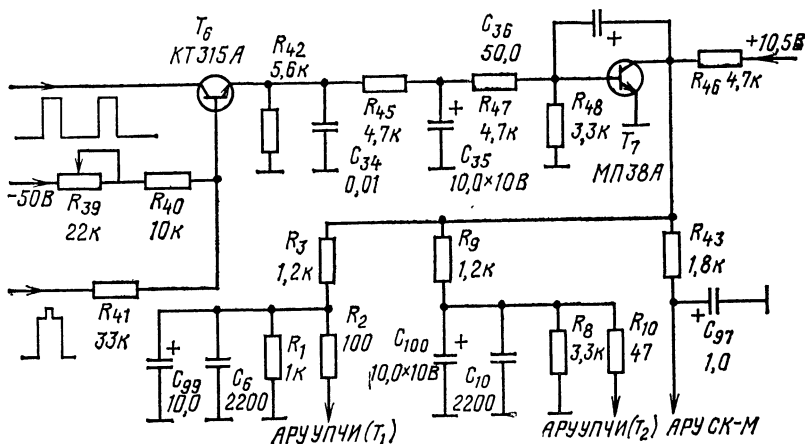 T6
КТ315А
R42
5,6к
C36
50,0
+
+10,5В
R46 4,7к
R45
4,7к
+
R47
4,7к
R48
3,3к
T7
МП38А
C34
0,01
C35
10,0×10В
-50В
R39
22к
R40
10к
R41
33к
R3
1,2к
R9
1,2к
R43
1,8к
+
C99
10,0
C6
2200
R1
1к
R2
100
C100
10,0×10В
+
C10
2200
R8
3,3к
R10
47
+
C97
1,0
АРУ УПЧИ (T1)
АРУ УПЧИ (T2)
АРУ СК-М